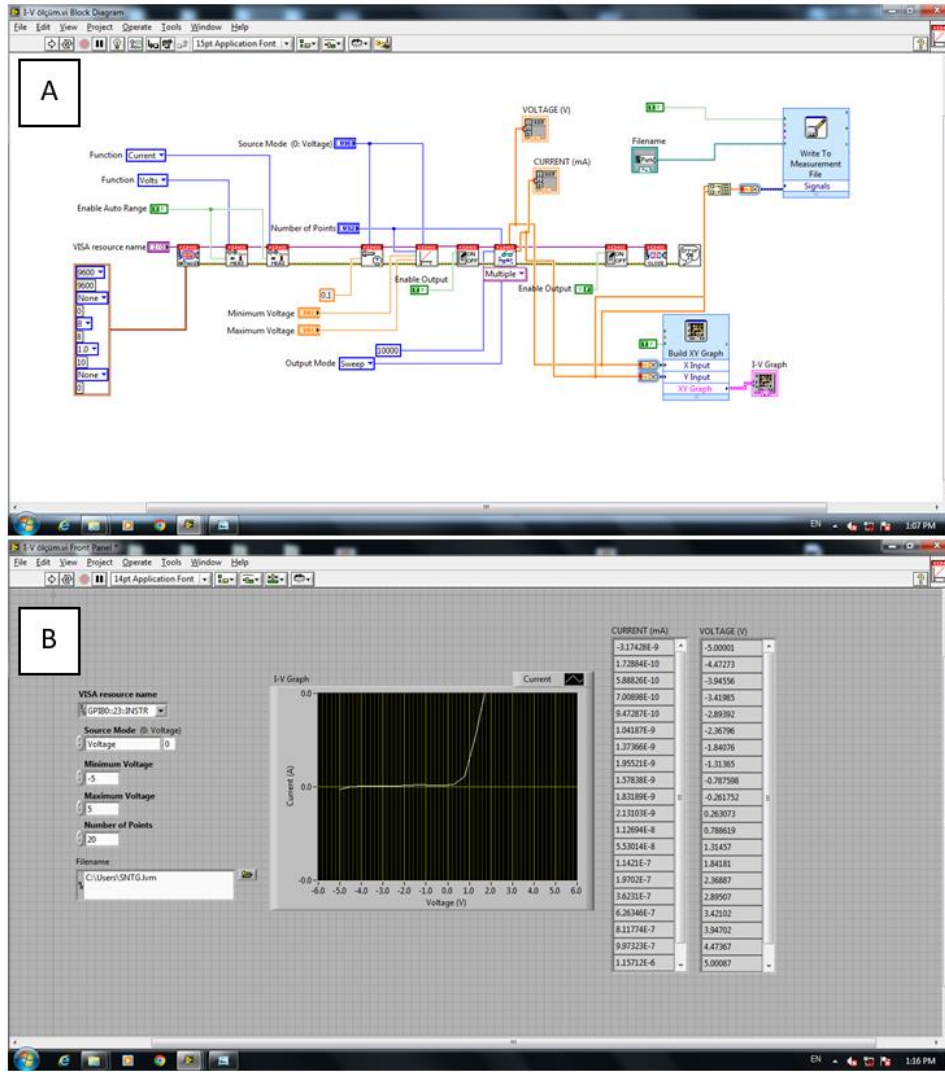 I-V ölçüm.vi Block Diagram
File Edit View Project Operate Tools Window Help
15pt Application Font
A
VOLTAGE (V)
Source Mode (0: Voltage)
Filename
Path
Write To
Measurement
File
Signals
Function Current
CURRENT (mA)
Function Volts
Enable Auto Range
Number of Points
VISA resource name
Multiple
Enable Output
Enable Output
9600
9600
None
0
8
8
1.0
10
None
0
0.1
Minimum Voltage
Maximum Voltage
10000
Output Mode Sweep
Build XY Graph
X Input
Y Input
XY Graph
I-V Graph
EN
1:07 PM
I-V ölçüm.vi Front Panel *
File Edit View Project Operate Tools Window Help
14pt Application Font
B
VISA resource name
GPIB0::23::INSTR
Source Mode (0: Voltage)
Voltage 0
Minimum Voltage
-5
Maximum Voltage
5
Number of Points
20
Filename
C:\Users\SNTG.lvm
I-V Graph
Current
0.0
0.0
-0.0
Current (A)
-6.0 -5.0 -4.0 -3.0 -2.0 -1.0 0.0 1.0 2.0 3.0 4.0 5.0 6.0
Voltage (V)
CURRENT (mA) VOLTAGE (V)
-3.17428E-9 -5.00001
1.72884E-10 -4.47273
5.88826E-10 -3.94556
7.00898E-10 -3.41985
9.47287E-10 -2.89392
1.04187E-9 -2.36796
1.37366E-9 -1.84076
1.95521E-9 -1.31365
1.57838E-9 -0.787598
1.83189E-9 -0.261752
2.13103E-9 0.263073
1.12694E-8 0.788619
5.53014E-8 1.31457
1.1421E-7 1.84181
1.9702E-7 2.36887
3.6231E-7 2.89507
6.26346E-7 3.42102
8.11774E-7 3.94702
9.97323E-7 4.47367
1.15712E-6 5.00087
EN
1:16 PM